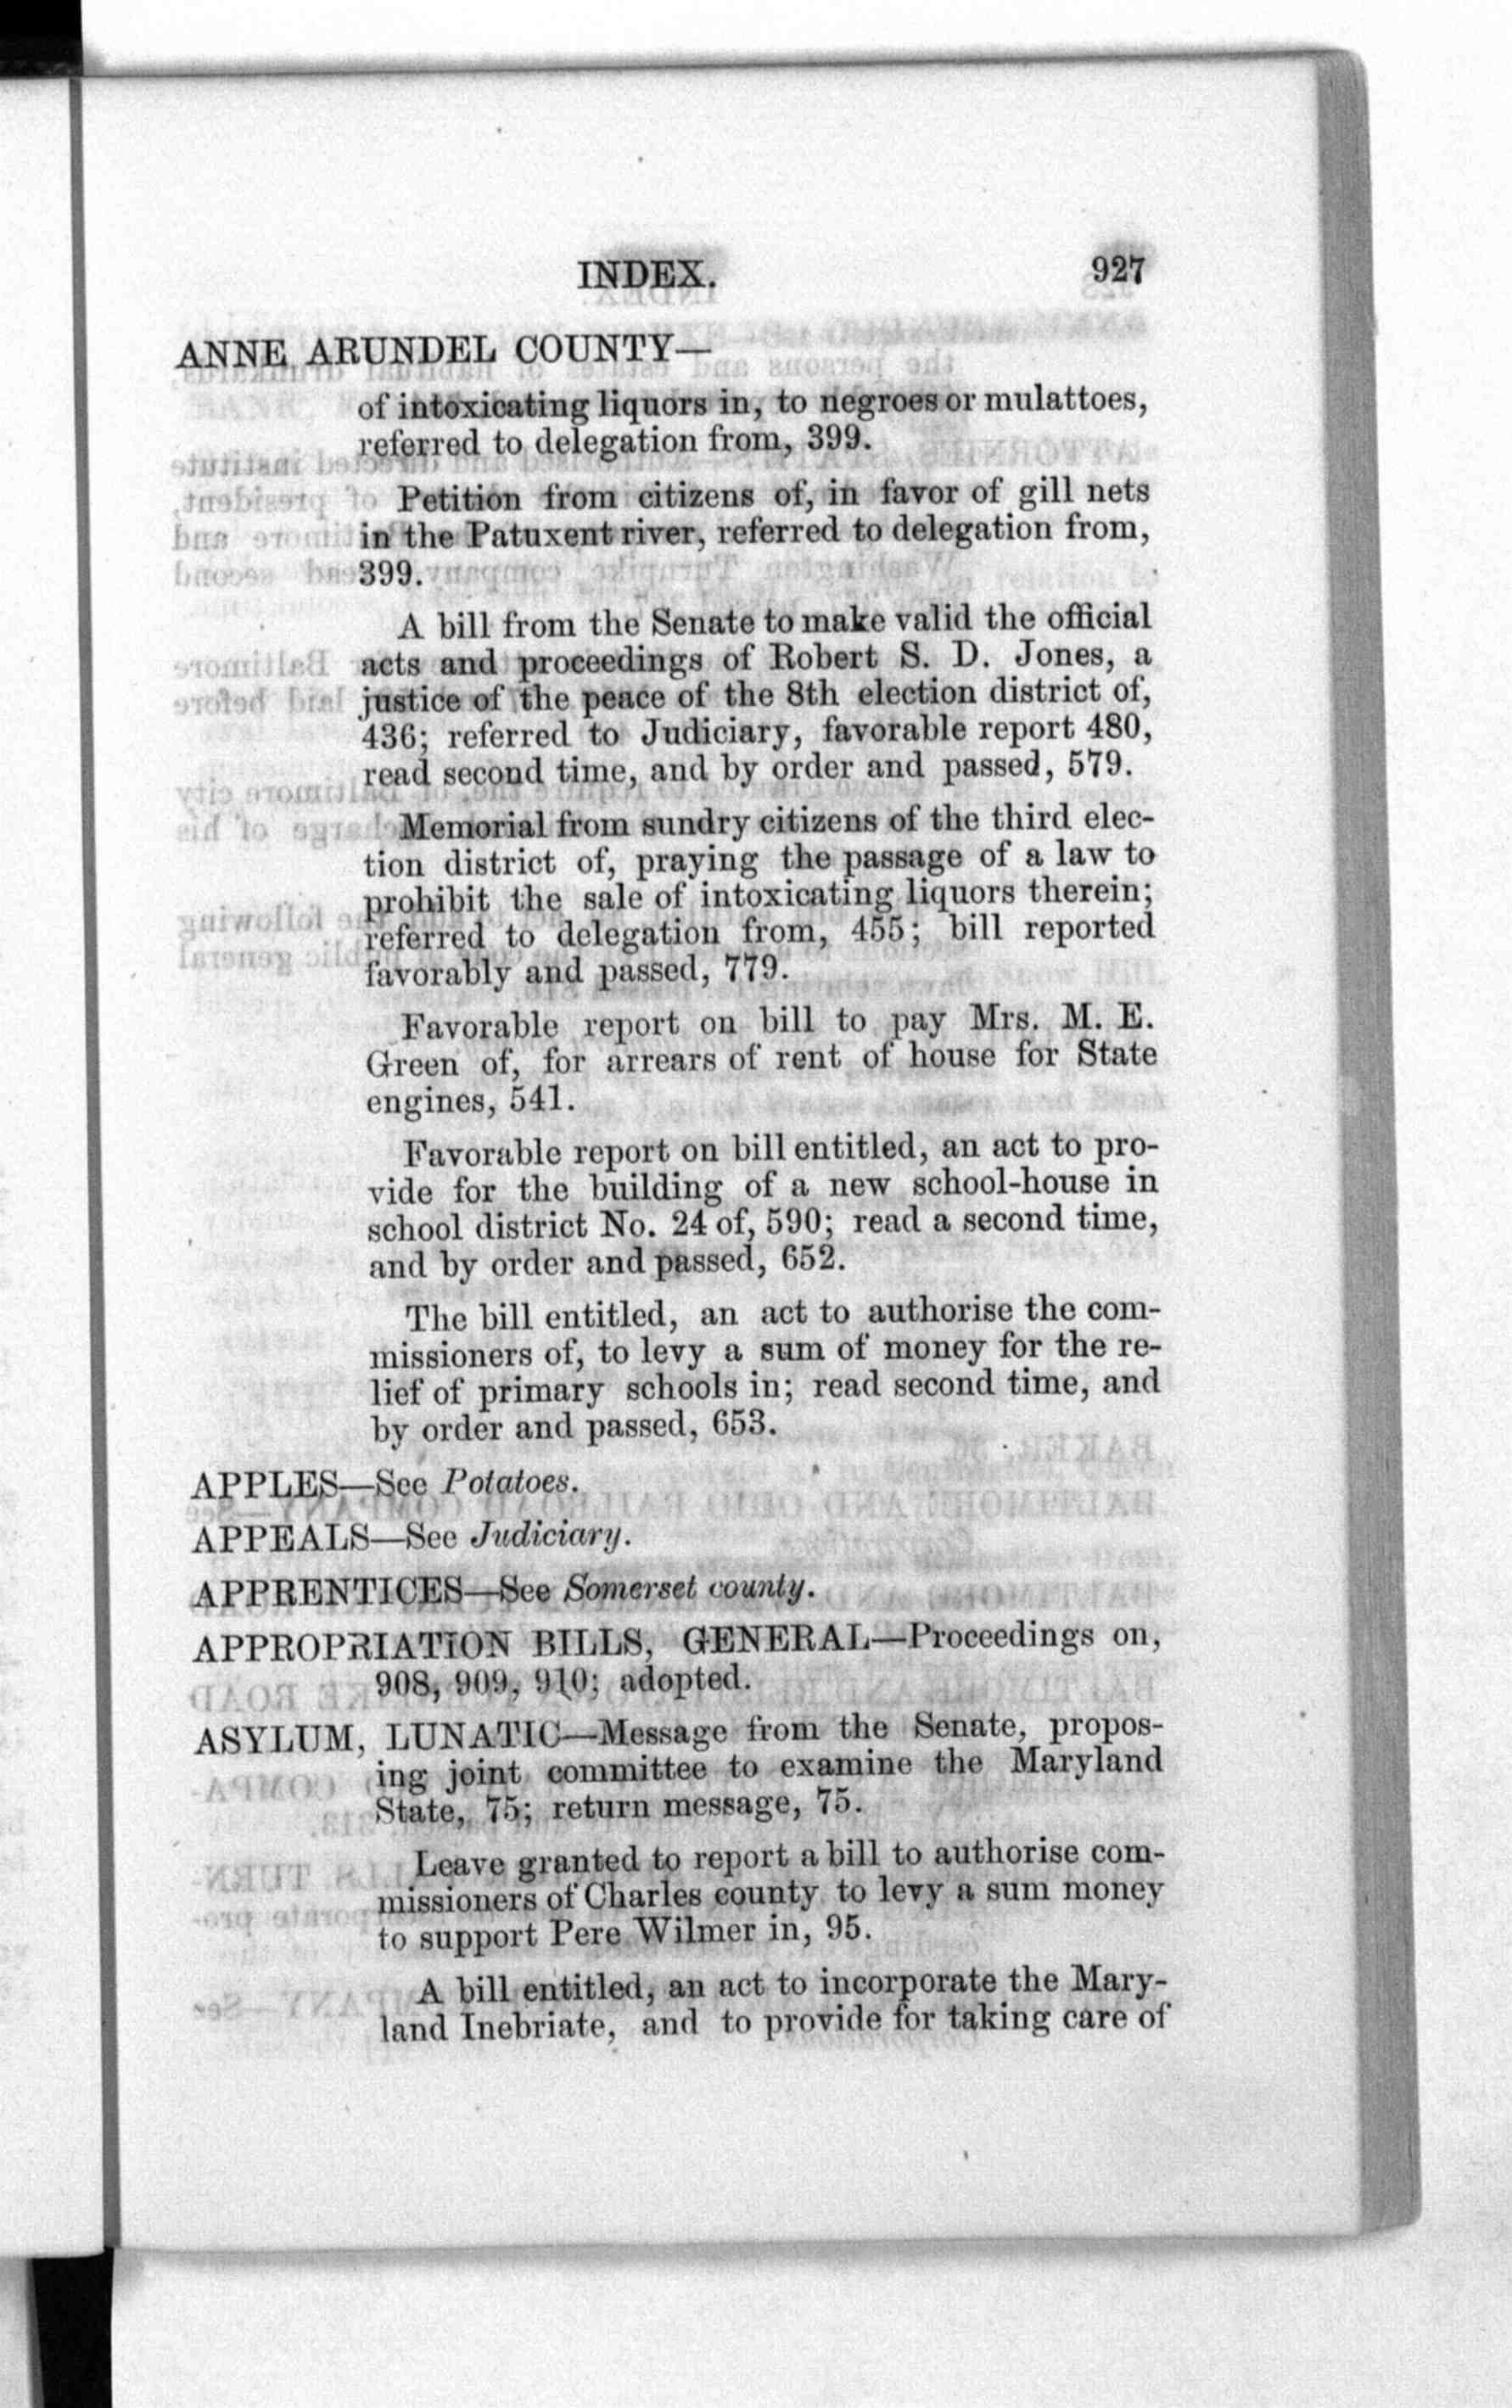 INDEX. 927
ANNE ARUNDEL COUNTY—
of intoxicating liquors in, to negroes or mulattoes,
referred to delegation from, 399.
Petition from citizens of, in favor of gill nets
in the Patuxent river, referred to delegation from,
399.
A bill from the Senate to make valid the official
acts and proceedings of Robert S. D. Jones, a
justice of the peace of the 8th election district of,
436; referred to Judiciary, favorable report 480,
read second time, and by order and passed, 579.
Memorial from sundry citizens of the third elec-
tion district of, praying the passage of a law to
prohibit the sale of intoxicating liquors therein;
referred to delegation from, 455; bill reported
favorably and passed, 779.
Favorable report on bill to pay Mrs. M. E.
Green of, for arrears of rent of house for State
engines, 541.
Favorable report on bill entitled, an act to pro-
vide for the building of a new school-house in
school district No. 24 of, 590; read a second time,
and by order and passed, 652.
The bill entitled, an act to authorise the com-
missioners of, to levy a sum of money for the re-
lief of primary schools in; read second time, and
by order and passed, 653.
APPLES—See Potatoes.
APPEALS—See Judiciary.
APPRENTICES—See Somerset county.
APPROPRIATION BILLS, GENERAL—Proceedings on,
908, 909, 910; adopted.
ASYLUM, LUNATIC—Message from the Senate, propos-
ing joint committee to examine the Maryland
State, 75; return message, 75.
Leave granted to report a bill to authorise com-
missioners of Charles county to levy a sum money
to support Pere Wilmer in, 95.
A bill entitled, an act to incorporate the Mary-
land Inebriate, and to provide for taking care of